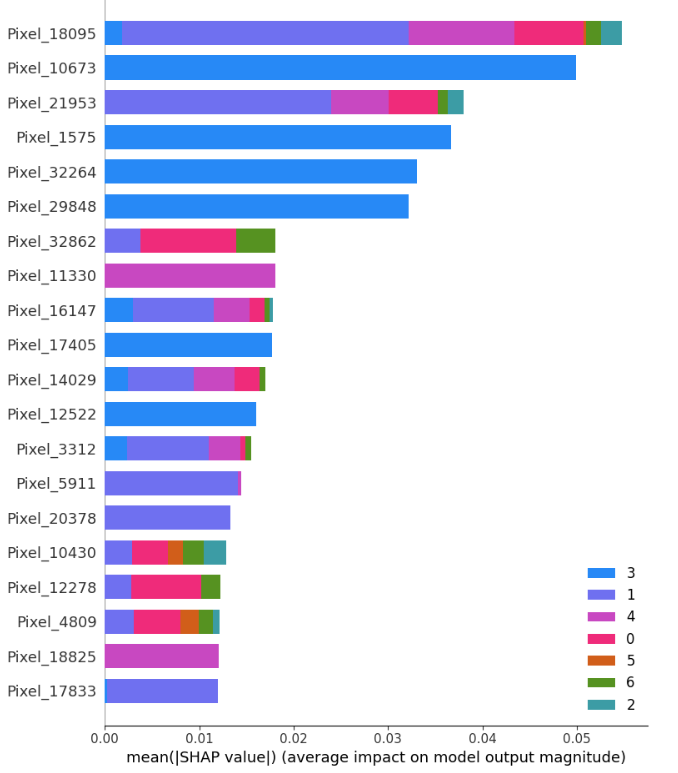 Pixel_18095
Pixel_10673
Pixel_21953
Pixel_1575
Pixel_32264
Pixel_29848
Pixel_32862
Pixel_11330
Pixel_16147
Pixel_17405
Pixel_14029
Pixel_12522
Pixel_3312
Pixel_5911
Pixel_20378
Pixel_10430
Pixel_12278
Pixel_4809
Pixel_18825
Pixel_17833
3
1
4
0
5
6
2
0.00 0.01 0.02 0.03 0.04 0.05
mean(|SHAP value|) (average impact on model output magnitude)